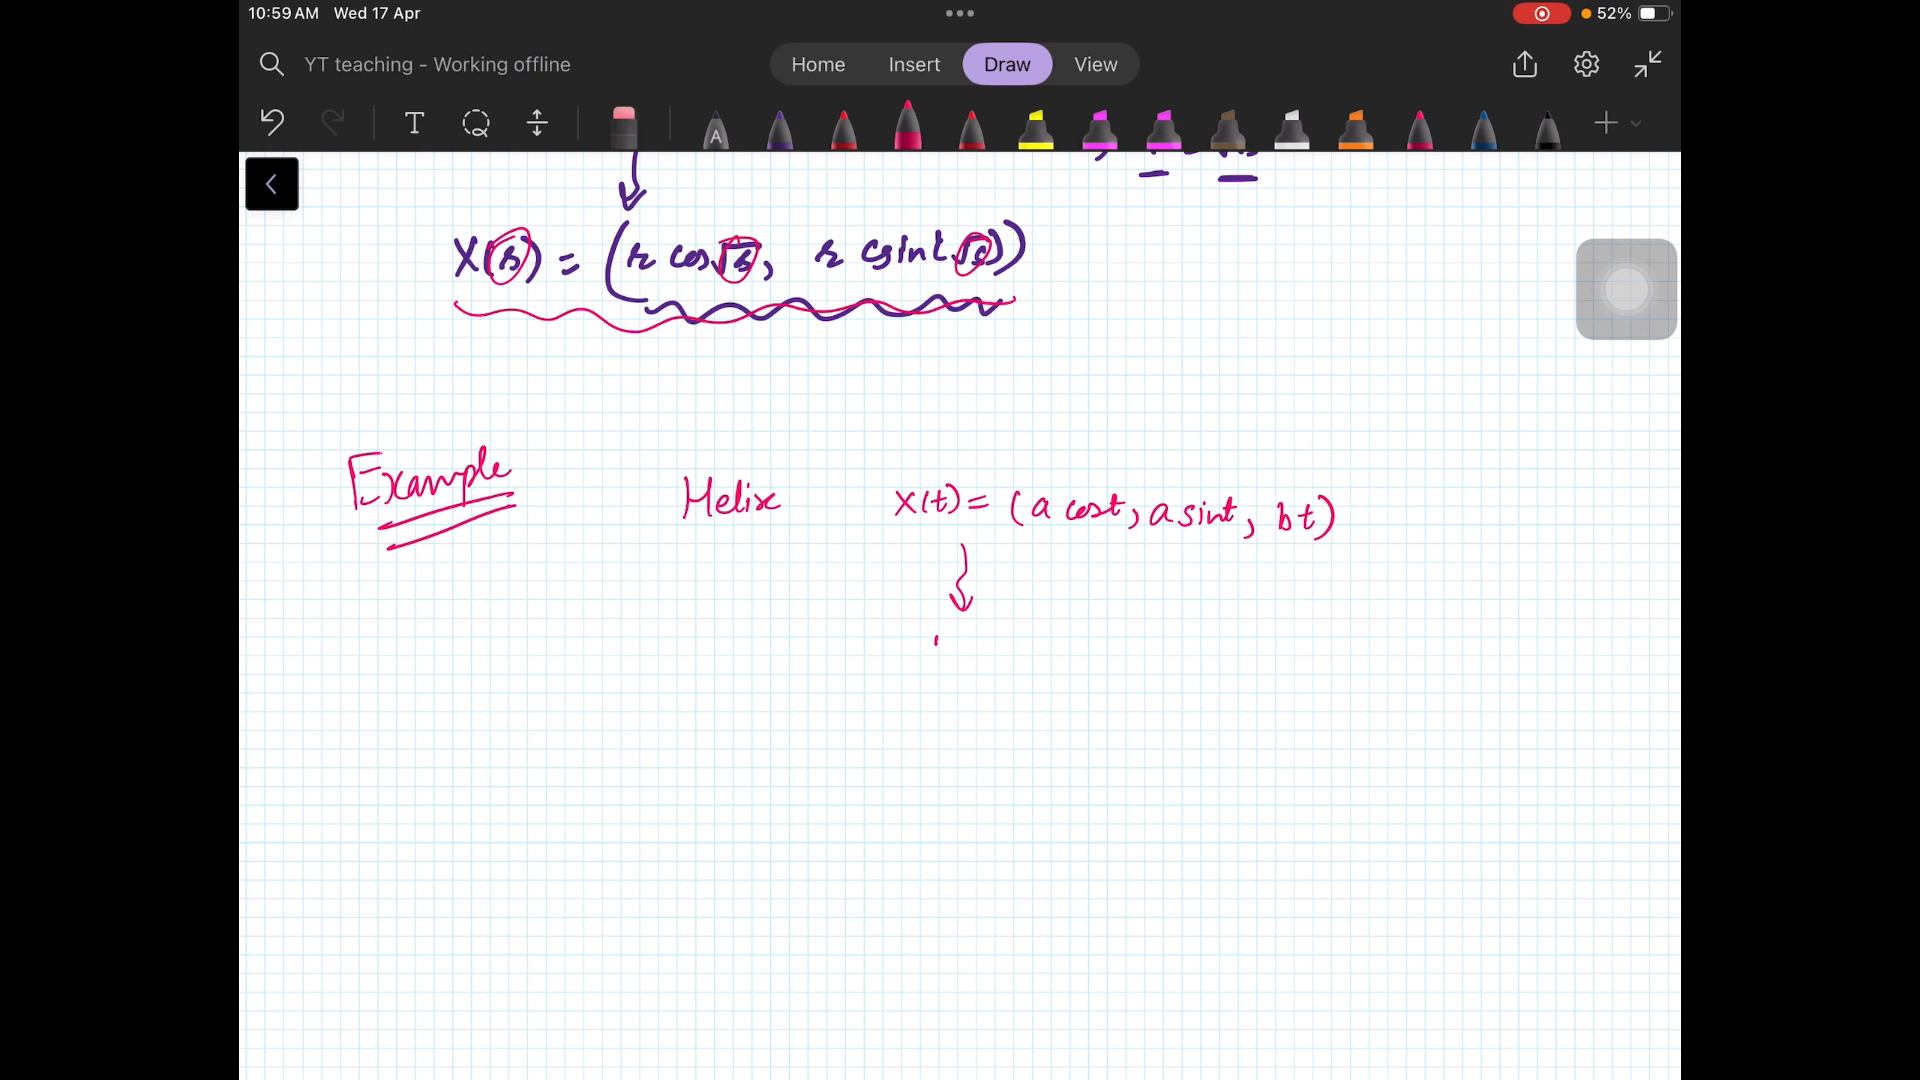 10:59 AM Wed 17 Apr
52%
YT teaching - Working offline
Home Insert Draw View
T
A
X(s) = (r cos√s, r (sint √s))
Example
Helix X(t) = (a cost, a sint, bt)